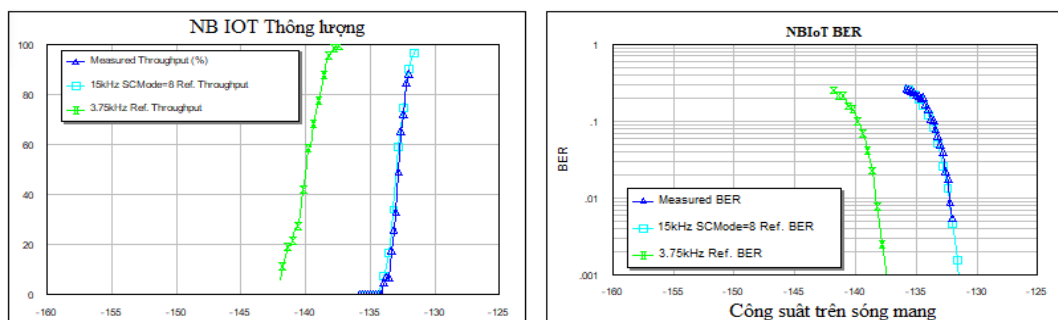 NB IOT Thông lượng
100
80
60
40
20
0
Measured Throughput (%)
15kHz SCMode=8 Ref. Throughput
3.75kHz Ref. Throughput
-160 -155 -150 -145 -140 -135 -130 -125
NBIoT BER
1
.1
.01
.001
BER
Measured BER
15kHz SCMode=8 Ref. BER
3.75kHz Ref. BER
-160 -155 -150 -145 -140 -135 -130 -125
Công suất trên sóng mang